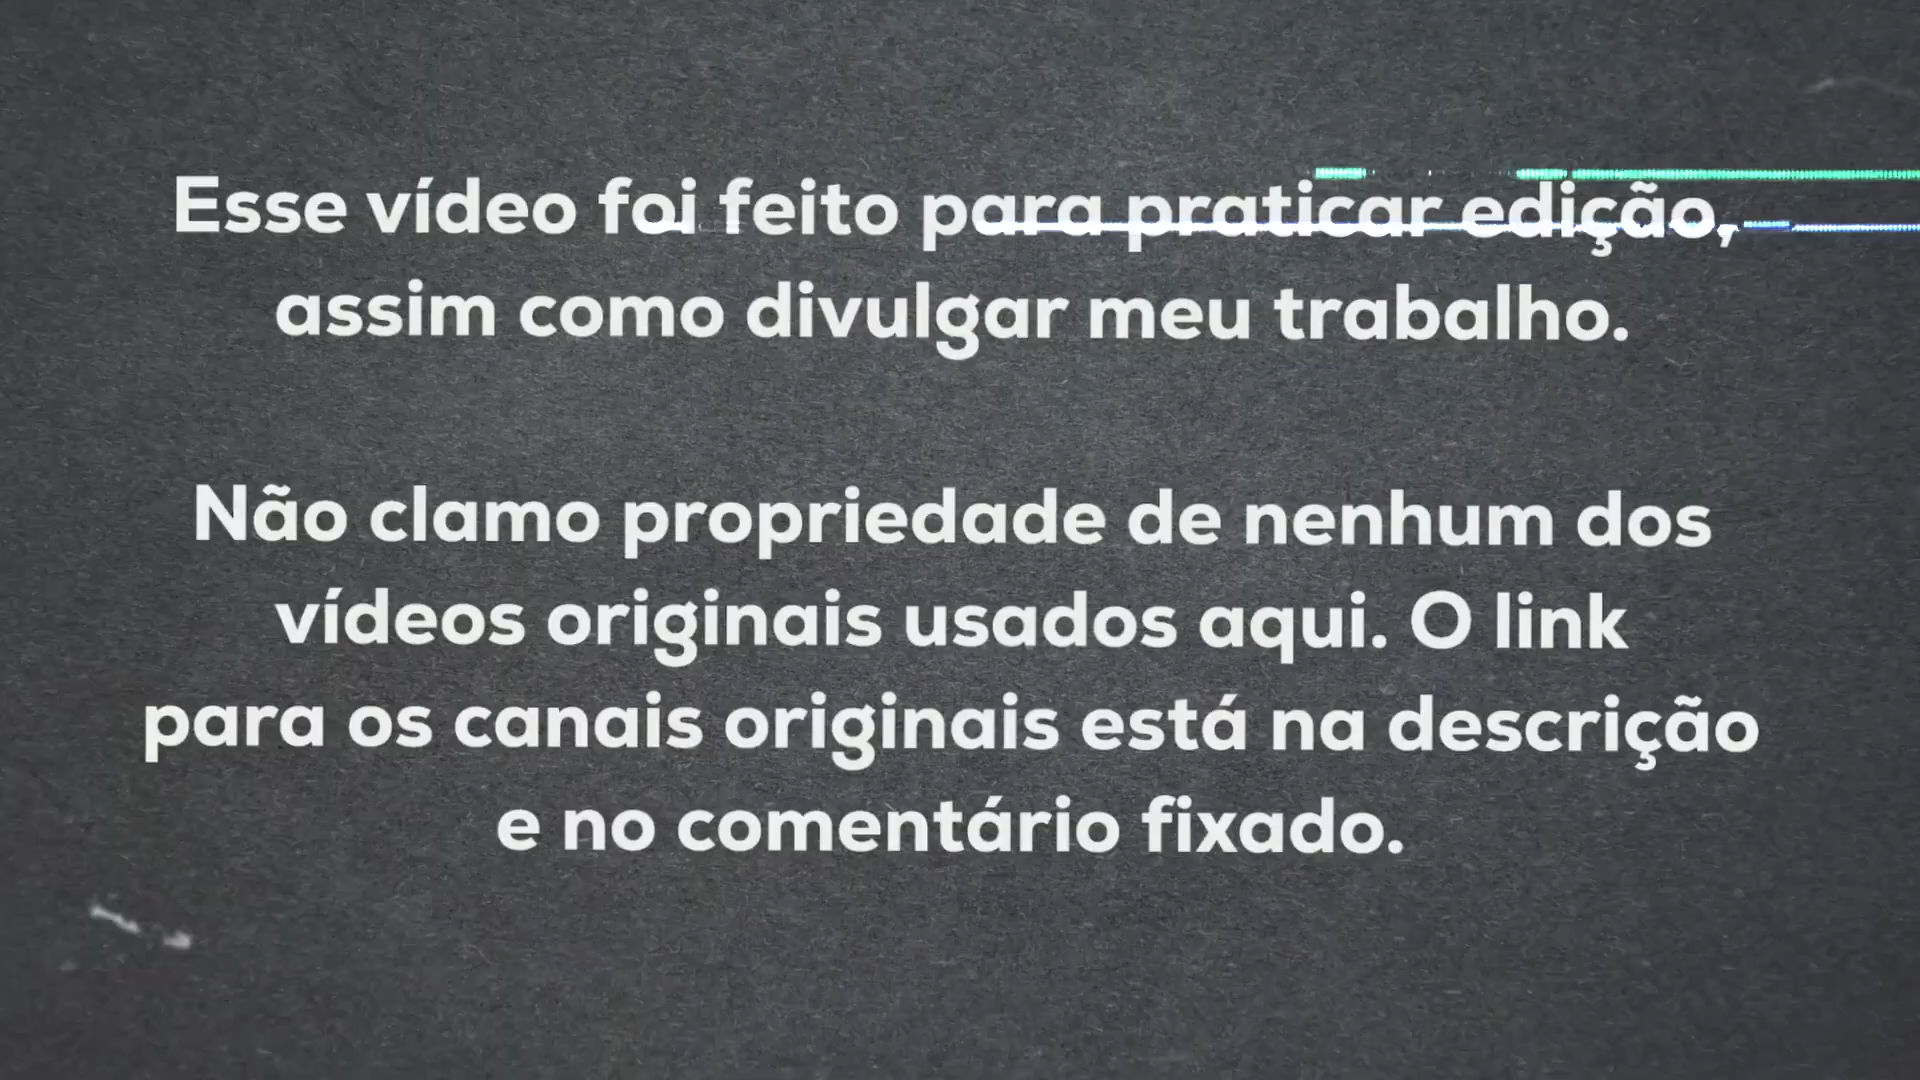 Esse vídeo foi feito para praticar edição,
assim como divulgar meu trabalho.
Não clamo propriedade de nenhum dos
vídeos originais usados aqui. O link
para os canais originais está na descrição
e no comentário fixado.